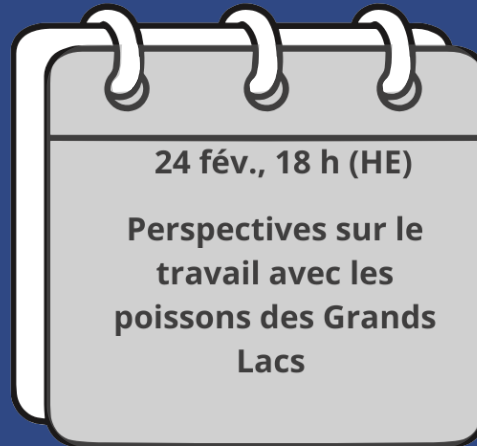 24 fév., 18 h (HE)
Perspectives sur le
travail avec les
poissons des Grands
Lacs